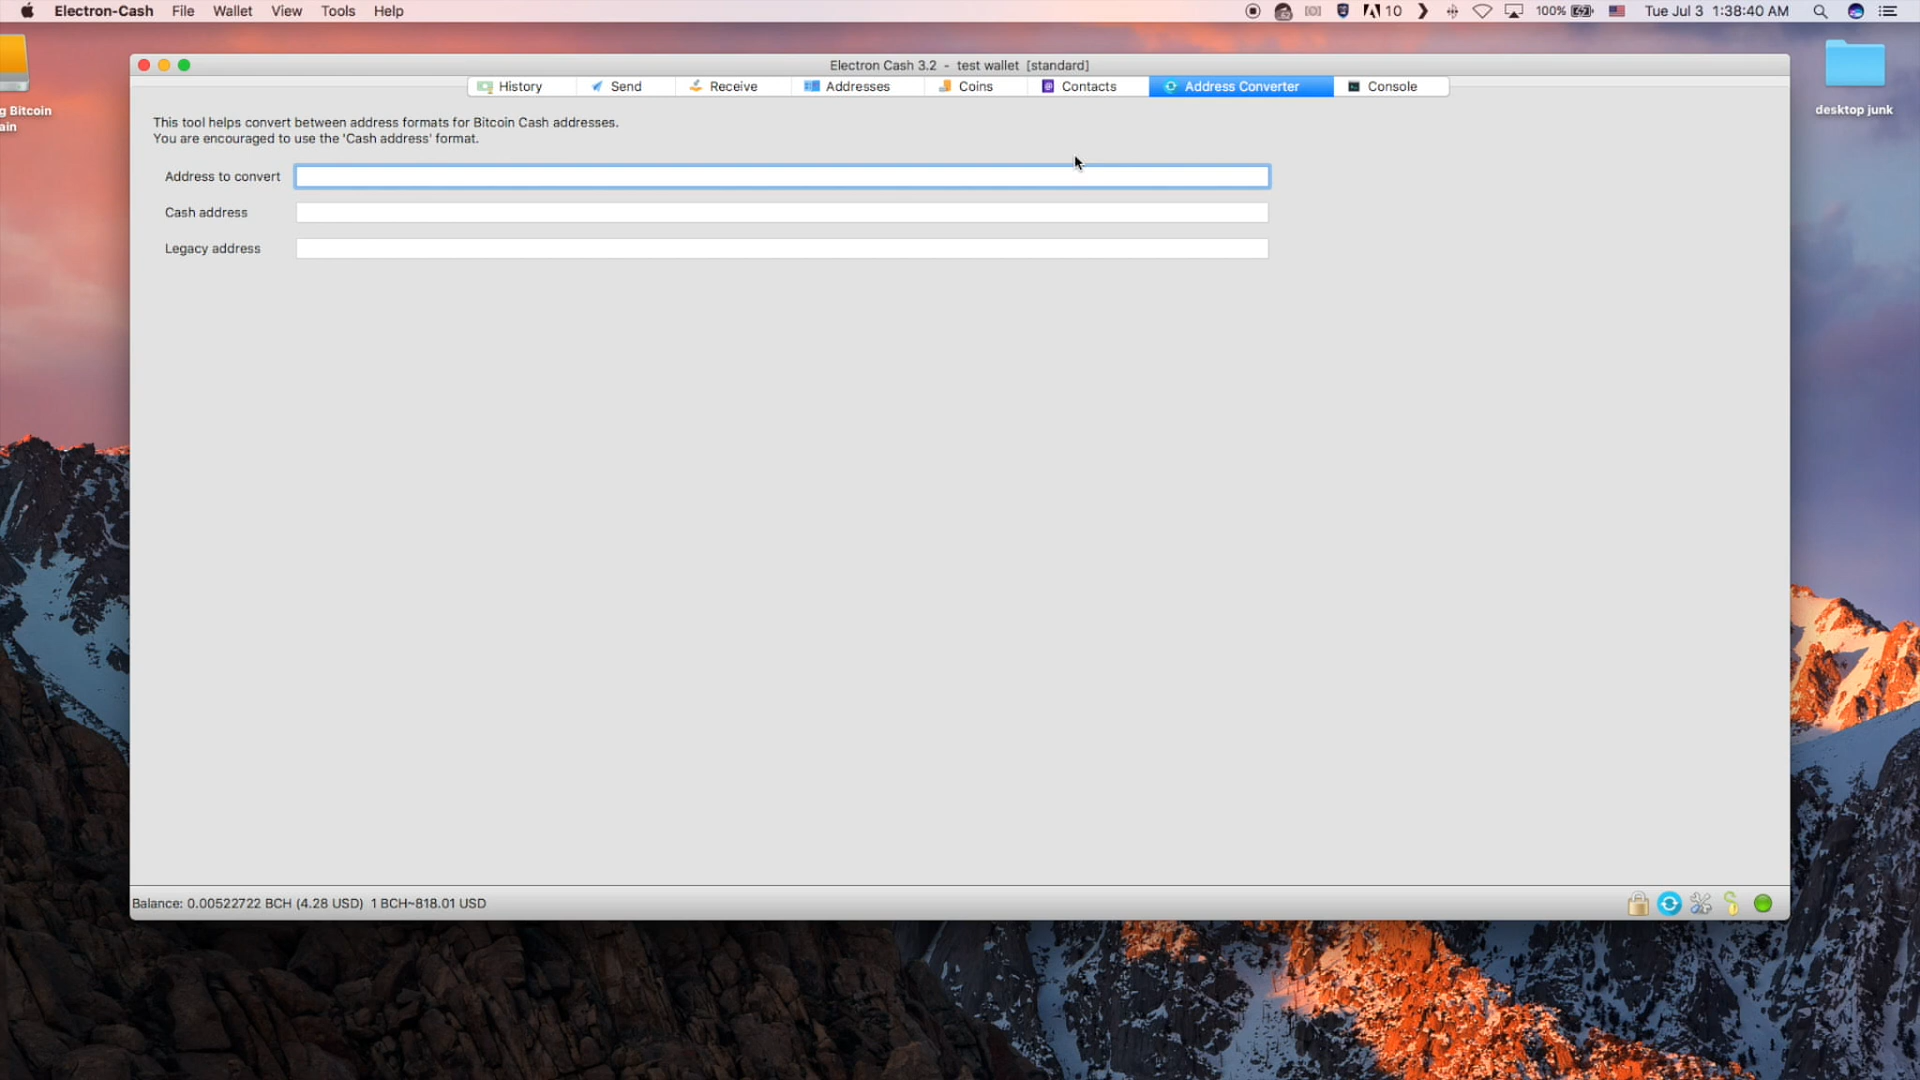 Electron-Cash File Wallet View Tools Help 10 100% Tue Jul 3 1:38:40 AM
g Bitcoin
ain
desktop junk
Electron Cash 3.2 - test wallet [standard]
History Send Receive Addresses Coins Contacts Address Converter Console
This tool helps convert between address formats for Bitcoin Cash addresses.
You are encouraged to use the 'Cash address' format.
Address to convert
Cash address
Legacy address
Balance: 0.00522722 BCH (4.28 USD) 1 BCH~818.01 USD